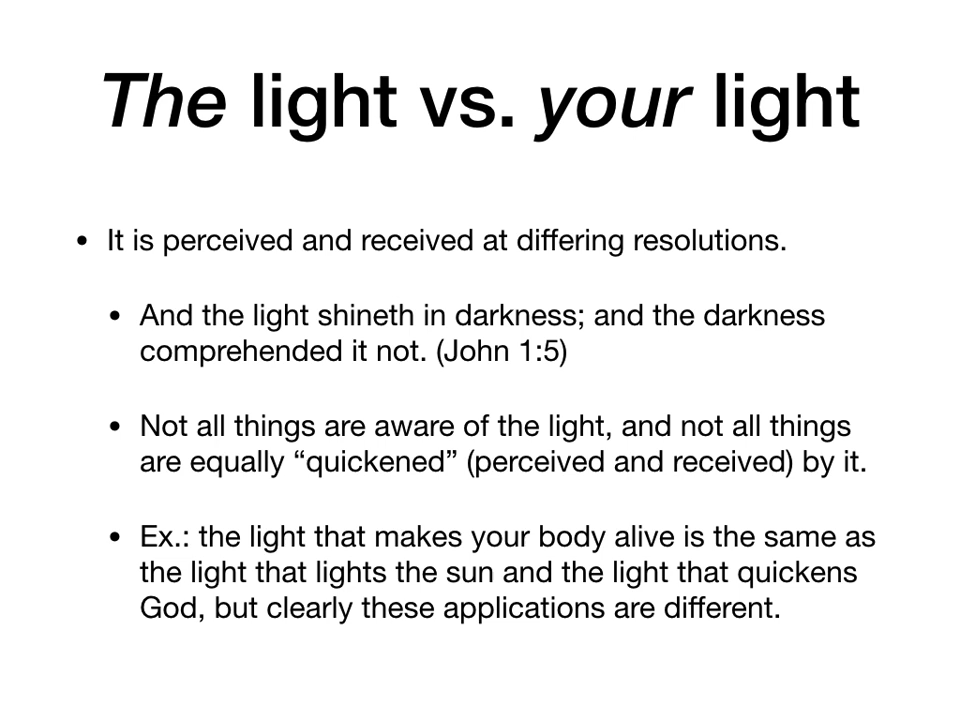 The light vs. your light
• It is perceived and received at differing resolutions.
• And the light shineth in darkness; and the darkness
comprehended it not. (John 1:5)
• Not all things are aware of the light, and not all things
are equally “quickened” (perceived and received) by it.
• Ex.: the light that makes your body alive is the same as
the light that lights the sun and the light that quickens
God, but clearly these applications are different.